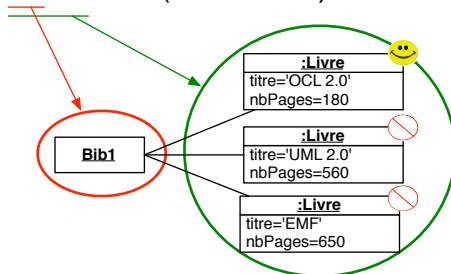 Bib1
:Livre
titre='OCL 2.0'
nbPages=180
:Livre
titre='UML 2.0'
nbPages=560
:Livre
titre='EMF'
nbPages=650